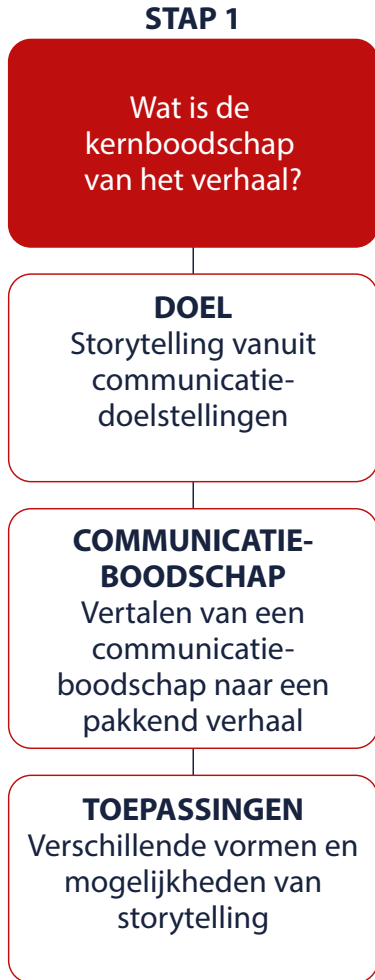 STAP 1
Wat is de
kernboodschap
van het verhaal?
DOEL
Storytelling vanuit
communicatie-
doelstellingen
COMMUNICATIE-
BOODSCHAP
Vertalen van een
communicatie-
boodschap naar een
pakkend verhaal
TOEPASSINGEN
Verschillende vormen en
mogelijkheden van
storytelling